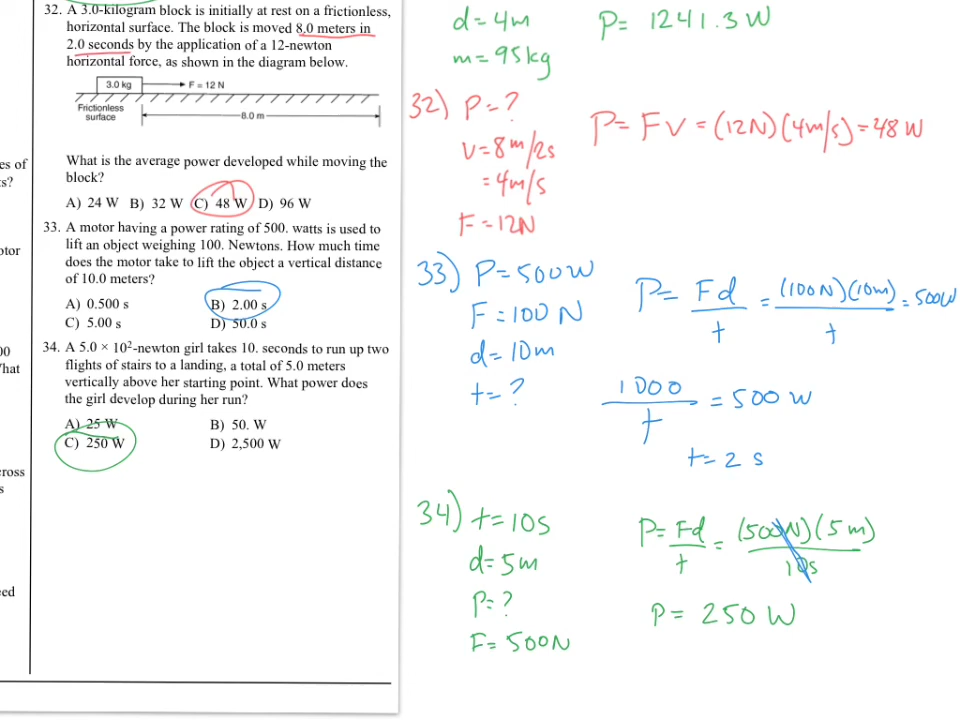 32. A 3.0-kilogram block is initially at rest on a frictionless,
horizontal surface. The block is moved 8.0 meters in
2.0 seconds by the application of a 12-newton
horizontal force, as shown in the diagram below.
3.0 kg
F = 12 N
Frictionless
surface
8.0 m
What is the average power developed while moving the
block?
A) 24 W B) 32 W C) 48 W D) 96 W
33. A motor having a power rating of 500. watts is used to
lift an object weighing 100. Newtons. How much time
does the motor take to lift the object a vertical distance
of 10.0 meters?
A) 0.500 s B) 2.00 s
C) 5.00 s D) 50.0 s
34. A 5.0 × 10²-newton girl takes 10. seconds to run up two
flights of stairs to a landing, a total of 5.0 meters
vertically above her starting point. What power does
the girl develop during her run?
A) 25 W B) 50. W
C) 250 W D) 2,500 W
es of
s?
otor
00
What
cross
s
eed
d = 4m
m = 95kg
P = 1241.3 W
32) P = ?
V = 8m/2s
= 4m/s
F = 12N
P = FV = (12N)(4m/s) = 48 W
33) P = 500W
F = 100 N
d = 10m
t = ?
P = Fd/t = (100N)(10m)/t = 500W
1000/t = 500 W
t = 2 s
34) t = 10s
d = 5m
P = ?
F = 500N
P = Fd/t = (500N)(5m)/10s
P = 250 W